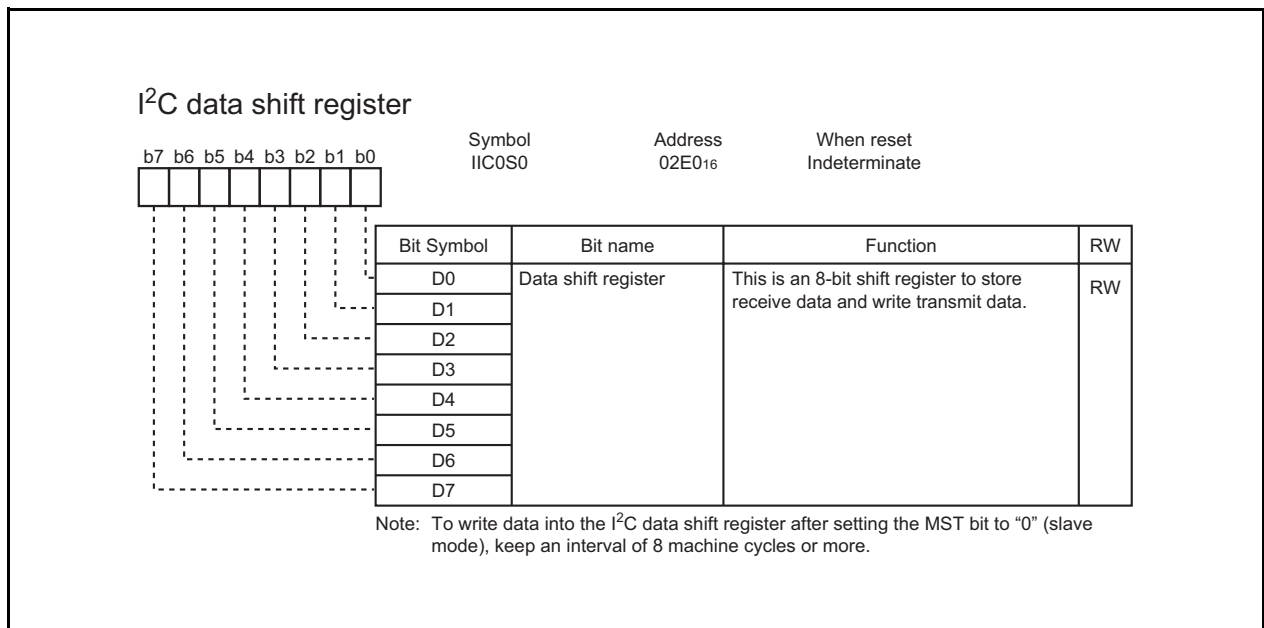 I²C data shift register
Symbol Address When reset
b7 b6 b5 b4 b3 b2 b1 b0
IIC0S0 02E0₁₆ Indeterminate
Bit Symbol Bit name Function RW
D0 Data shift register This is an 8-bit shift register to store RW
D1 receive data and write transmit data.
D2
D3
D4
D5
D6
D7
Note: To write data into the I²C data shift register after setting the MST bit to “0” (slave
mode), keep an interval of 8 machine cycles or more.